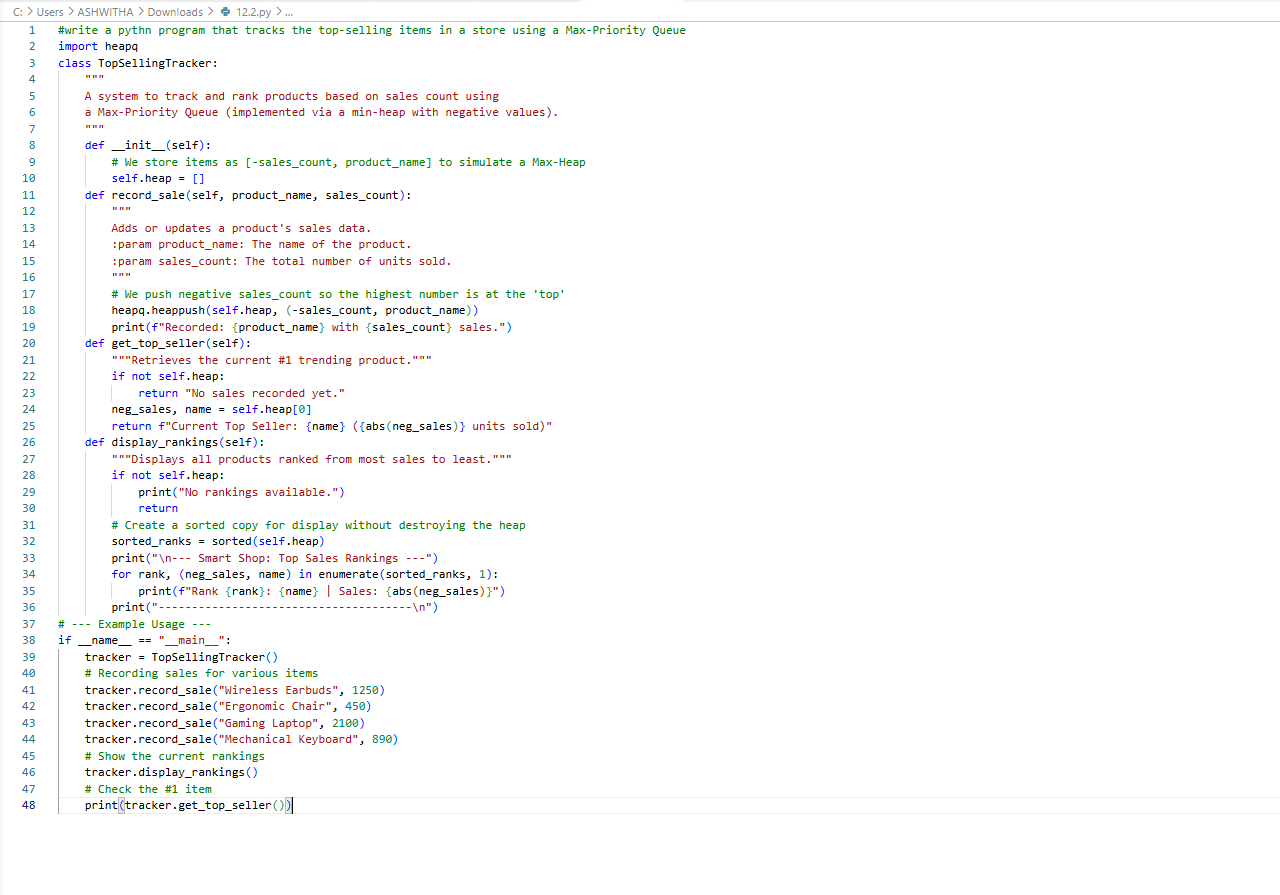 C: > Users > ASHWITHA > Downloads > 12.2.py > ...
1 #write a pythn program that tracks the top-selling items in a store using a Max-Priority Queue
2 import heapq
3 class TopSellingTracker:
4     """
5     A system to track and rank products based on sales count using
6     a Max-Priority Queue (implemented via a min-heap with negative values).
7     """
8     def __init__(self):
9         # We store items as [-sales_count, product_name] to simulate a Max-Heap
10         self.heap = []
11     def record_sale(self, product_name, sales_count):
12         """
13         Adds or updates a product's sales data.
14         :param product_name: The name of the product.
15         :param sales_count: The total number of units sold.
16         """
17         # We push negative sales_count so the highest number is at the 'top'
18         heapq.heappush(self.heap, (-sales_count, product_name))
19         print(f"Recorded: {product_name} with {sales_count} sales.")
20     def get_top_seller(self):
21         """Retrieves the current #1 trending product."""
22         if not self.heap:
23             return "No sales recorded yet."
24         neg_sales, name = self.heap[0]
25         return f"Current Top Seller: {name} ({abs(neg_sales)} units sold)"
26     def display_rankings(self):
27         """Displays all products ranked from most sales to least."""
28         if not self.heap:
29             print("No rankings available.")
30             return
31         # Create a sorted copy for display without destroying the heap
32         sorted_ranks = sorted(self.heap)
33         print("\n--- Smart Shop: Top Sales Rankings ---")
34         for rank, (neg_sales, name) in enumerate(sorted_ranks, 1):
35             print(f"Rank {rank}: {name} | Sales: {abs(neg_sales)}")
36         print("--------------------------------------\n")
37 # --- Example Usage ---
38 if __name__ == "__main__":
39     tracker = TopSellingTracker()
40     # Recording sales for various items
41     tracker.record_sale("Wireless Earbuds", 1250)
42     tracker.record_sale("Ergonomic Chair", 450)
43     tracker.record_sale("Gaming Laptop", 2100)
44     tracker.record_sale("Mechanical Keyboard", 890)
45     # Show the current rankings
46     tracker.display_rankings()
47     # Check the #1 item
48     print(tracker.get_top_seller())